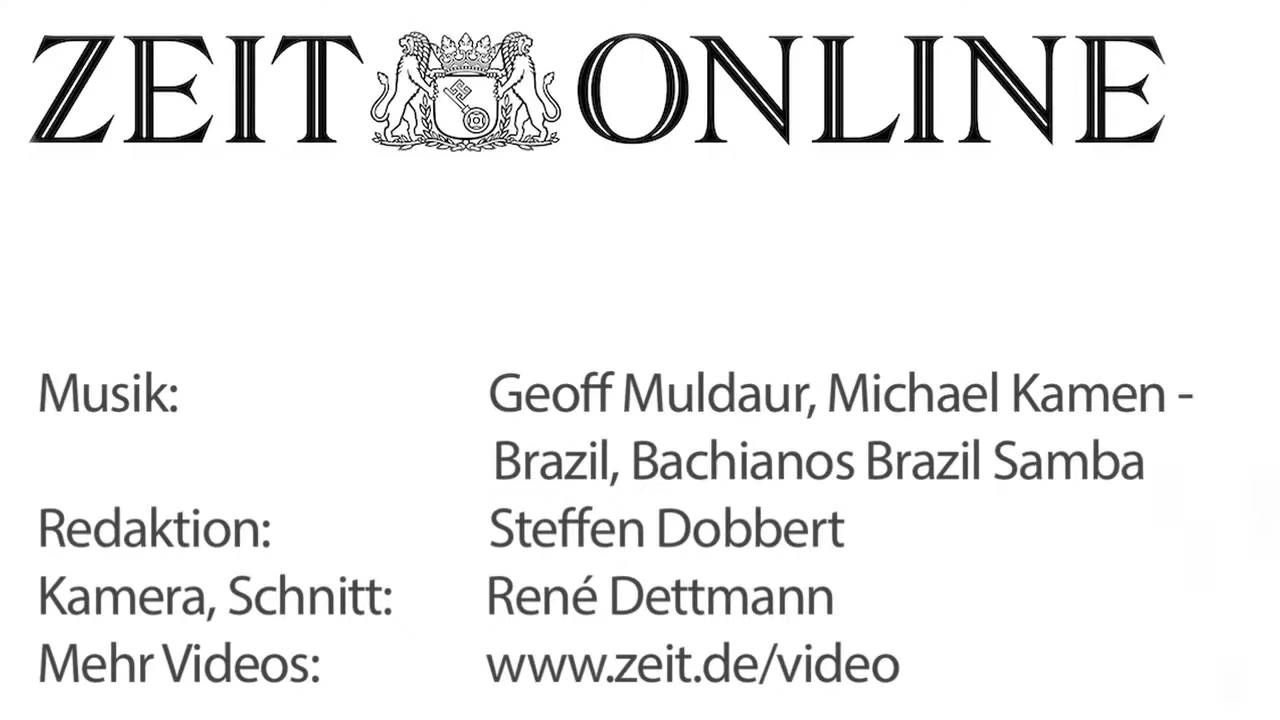 ZEIT ONLINE
Musik: Geoff Muldaur, Michael Kamen -
Brazil, Bachianos Brazil Samba
Redaktion: Steffen Dobbert
Kamera, Schnitt: René Dettmann
Mehr Videos: www.zeit.de/video